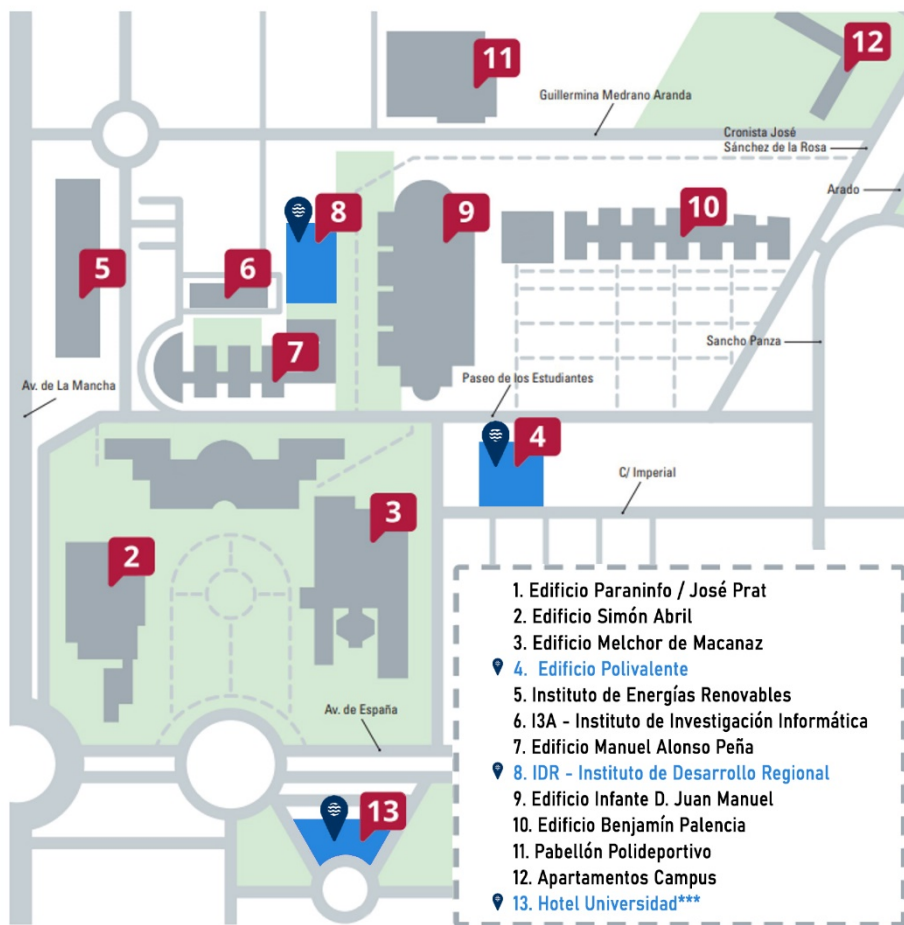 11
12
Guillermina Medrano Aranda
Cronista José
Sánchez de la Rosa
Arado
8
9
10
5
6
7
Sancho Panza
Av. de La Mancha
Paseo de los Estudiantes
4
C/ Imperial
3
2
Av. de España
13
1. Edificio Paraninfo / José Prat
2. Edificio Simón Abril
3. Edificio Melchor de Macanaz
4. Edificio Polivalente
5. Instituto de Energías Renovables
6. I3A - Instituto de Investigación Informática
7. Edificio Manuel Alonso Peña
8. IDR - Instituto de Desarrollo Regional
9. Edificio Infante D. Juan Manuel
10. Edificio Benjamín Palencia
11. Pabellón Polideportivo
12. Apartamentos Campus
13. Hotel Universidad***